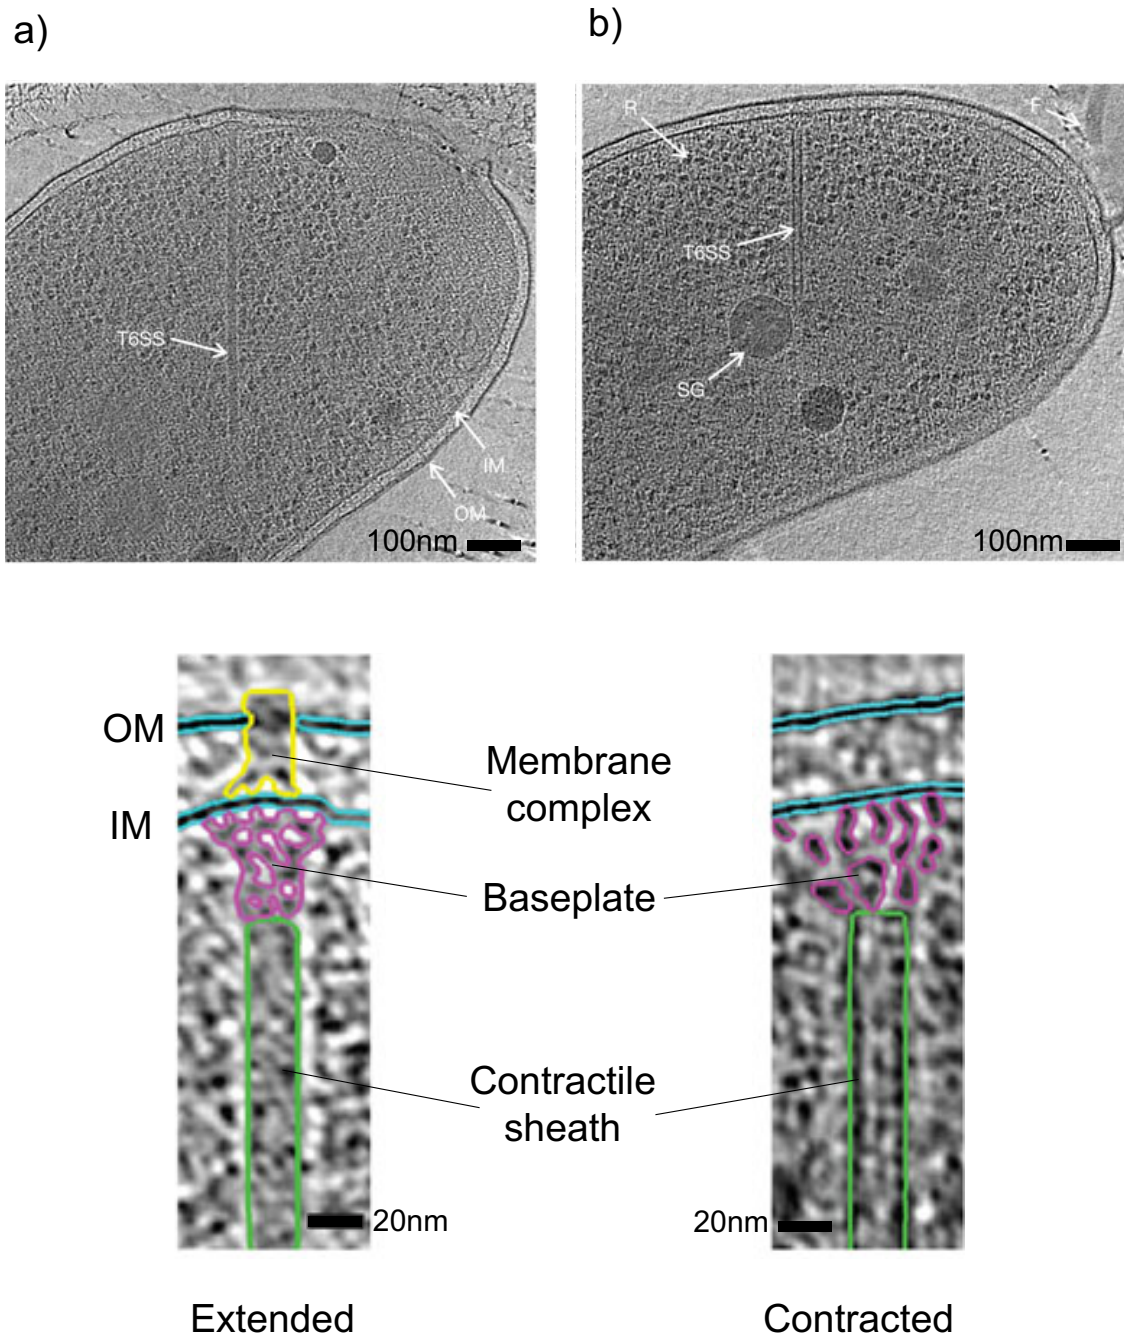 a)
b)
R
F
T6SS
SG
T6SS
IM
OM
100nm
100nm
OM
IM
Membrane
complex
Baseplate
Contractile
sheath
20nm
20nm
Extended
Contracted